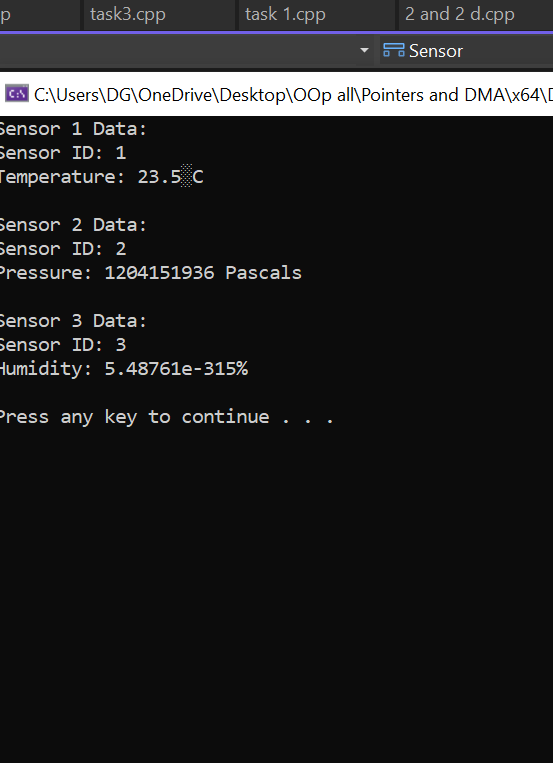 p task3.cpp task 1.cpp 2 and 2 d.cpp
Sensor
C:\Users\DG\OneDrive\Desktop\OOp all\Pointers and DMA\x64\D
Sensor 1 Data:
Sensor ID: 1
Temperature: 23.5░C
Sensor 2 Data:
Sensor ID: 2
Pressure: 1204151936 Pascals
Sensor 3 Data:
Sensor ID: 3
Humidity: 5.48761e-315%
Press any key to continue . . .